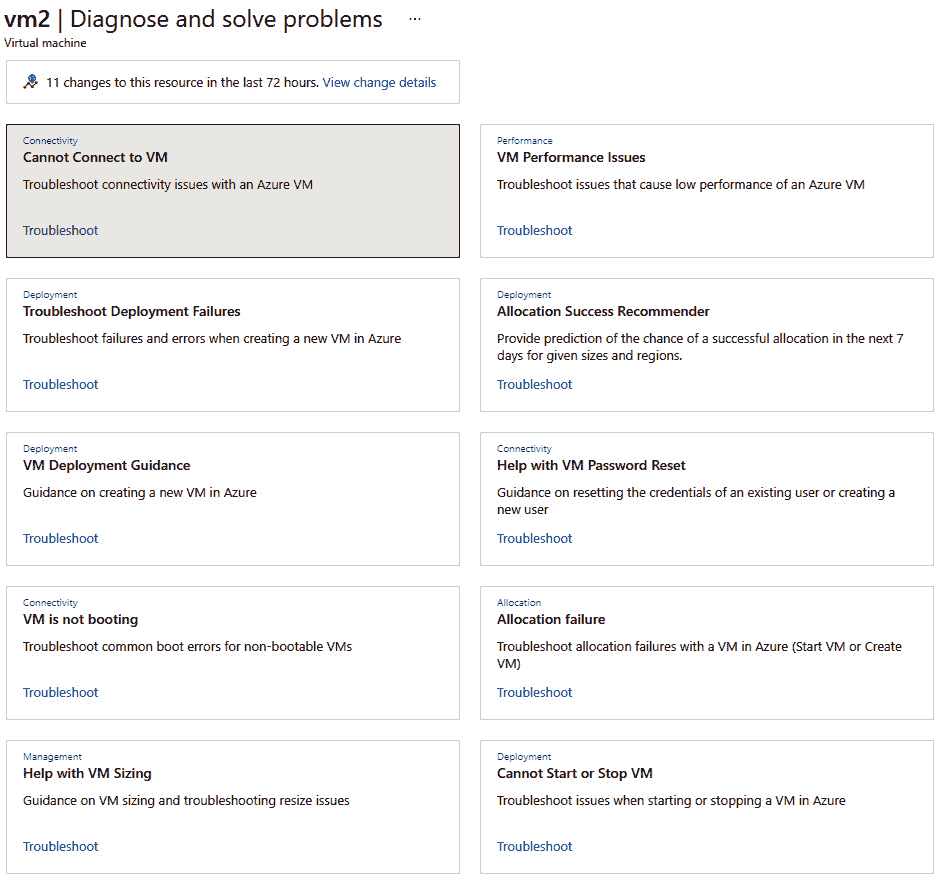 vm2 | Diagnose and solve problems ...
Virtual machine
11 changes to this resource in the last 72 hours. View change details
Connectivity
Cannot Connect to VM
Troubleshoot connectivity issues with an Azure VM
Troubleshoot
Performance
VM Performance Issues
Troubleshoot issues that cause low performance of an Azure VM
Troubleshoot
Deployment
Troubleshoot Deployment Failures
Troubleshoot failures and errors when creating a new VM in Azure
Troubleshoot
Deployment
Allocation Success Recommender
Provide prediction of the chance of a successful allocation in the next 7
days for given sizes and regions.
Troubleshoot
Deployment
VM Deployment Guidance
Guidance on creating a new VM in Azure
Troubleshoot
Connectivity
Help with VM Password Reset
Guidance on resetting the credentials of an existing user or creating a
new user
Troubleshoot
Connectivity
VM is not booting
Troubleshoot common boot errors for non-bootable VMs
Troubleshoot
Allocation
Allocation failure
Troubleshoot allocation failures with a VM in Azure (Start VM or Create
VM)
Troubleshoot
Management
Help with VM Sizing
Guidance on VM sizing and troubleshooting resize issues
Troubleshoot
Deployment
Cannot Start or Stop VM
Troubleshoot issues when starting or stopping a VM in Azure
Troubleshoot